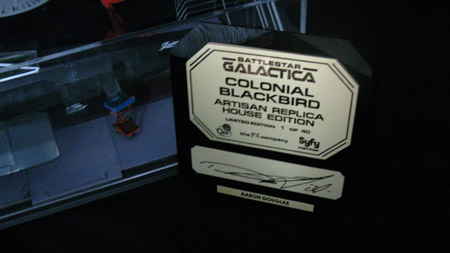 BATTLESTAR
GALACTICA
COLONIAL
BLACKBIRD
ARTISAN REPLICA
HOUSE EDITION
LIMITED EDITION 1 OF 40
the FX company
Syfy
AARON DOUGLAS